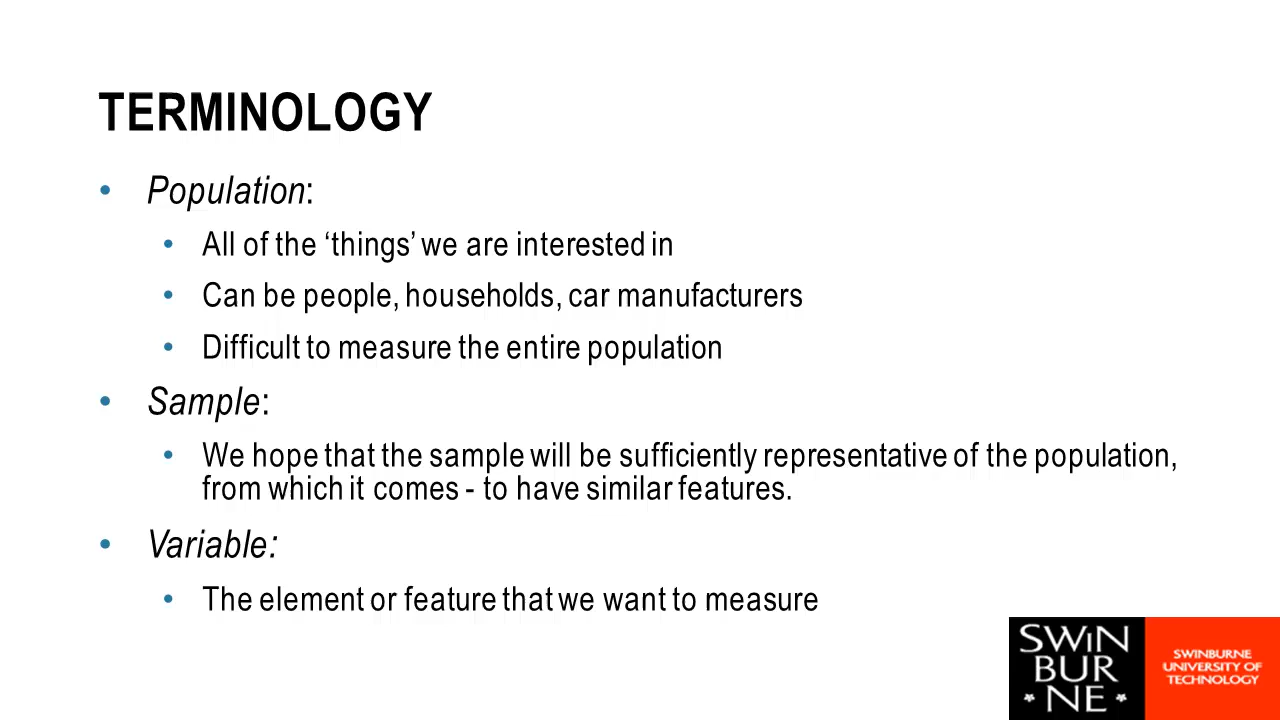 TERMINOLOGY
• Population:
• All of the ‘things’ we are interested in
• Can be people, households, car manufacturers
• Difficult to measure the entire population
• Sample:
• We hope that the sample will be sufficiently representative of the population,
from which it comes - to have similar features.
• Variable:
• The element or feature that we want to measure
SWiN
BUR
* NE *
SWINBURNE
UNIVERSITY OF
TECHNOLOGY